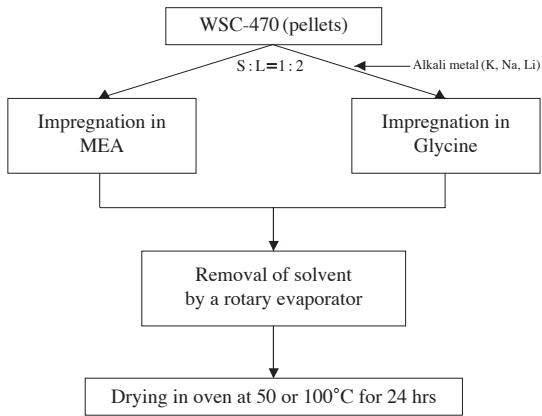 WSC-470 (pellets)
S : L = 1 : 2
Alkali metal (K, Na, Li)
Impregnation in
MEA
Impregnation in
Glycine
Removal of solvent
by a rotary evaporator
Drying in oven at 50 or 100°C for 24 hrs